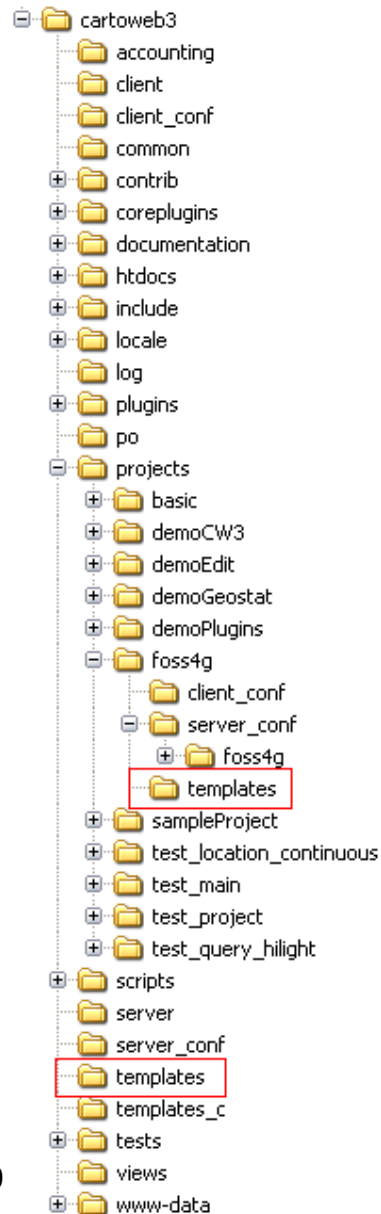 cartoweb3
accounting
client
client_conf
common
contrib
coreplugins
documentation
htdocs
include
locale
log
plugins
po
projects
basic
demoCW3
demoEdit
demoGeostat
demoPlugins
foss4g
client_conf
server_conf
foss4g
templates
sampleProject
test_location_continuous
test_main
test_project
test_query_hilight
scripts
server
server_conf
templates
templates_c
tests
)
views
www-data